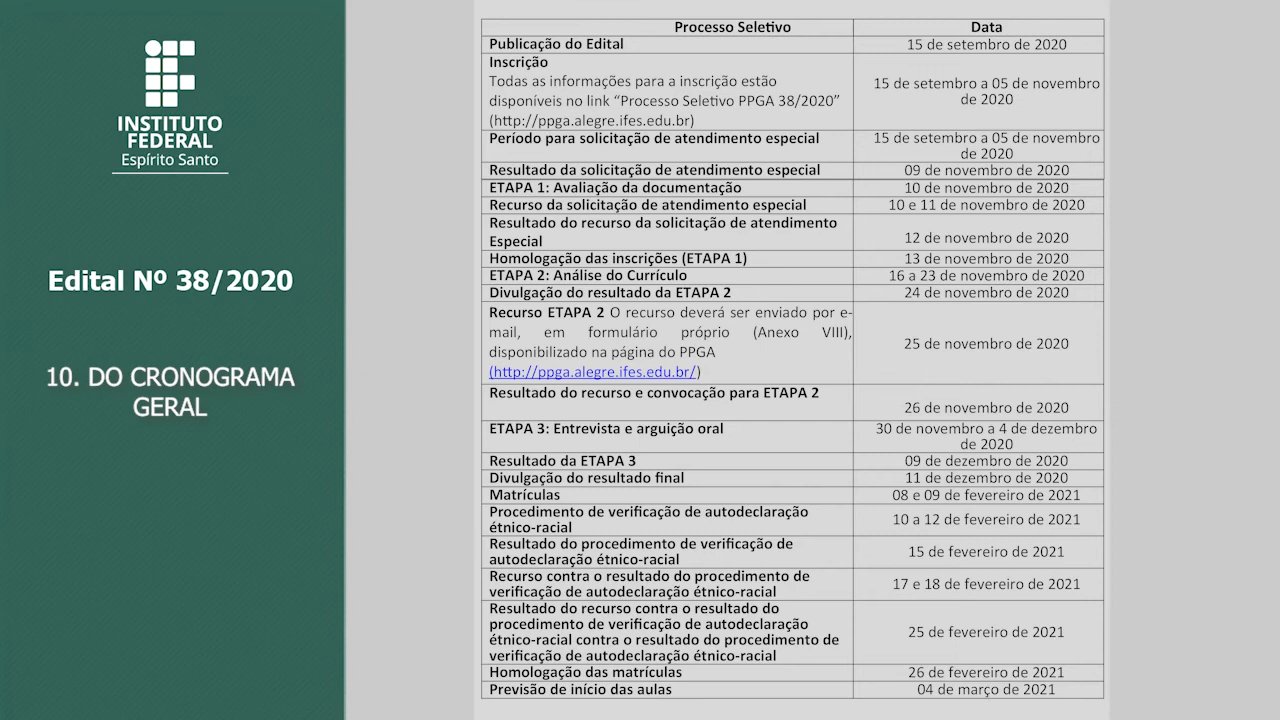 INSTITUTO
FEDERAL
Espírito Santo
Edital Nº 38/2020
10. DO CRONOGRAMA
GERAL
Processo Seletivo Data
Publicação do Edital 15 de setembro de 2020
Inscrição
Todas as informações para a inscrição estão
disponíveis no link “Processo Seletivo PPGA 38/2020”
(http://ppga.alegre.ifes.edu.br)
15 de setembro a 05 de novembro
de 2020
Período para solicitação de atendimento especial
15 de setembro a 05 de novembro
de 2020
Resultado da solicitação de atendimento especial 09 de novembro de 2020
ETAPA 1: Avaliação da documentação 10 de novembro de 2020
Recurso da solicitação de atendimento especial 10 e 11 de novembro de 2020
Resultado do recurso da solicitação de atendimento
Especial
12 de novembro de 2020
Homologação das inscrições (ETAPA 1) 13 de novembro de 2020
ETAPA 2: Análise do Currículo 16 a 23 de novembro de 2020
Divulgação do resultado da ETAPA 2 24 de novembro de 2020
Recurso ETAPA 2 O recurso deverá ser enviado por e-
mail, em formulário próprio (Anexo VIII),
disponibilizado na página do PPGA
(http://ppga.alegre.ifes.edu.br/)
25 de novembro de 2020
Resultado do recurso e convocação para ETAPA 2
26 de novembro de 2020
ETAPA 3: Entrevista e arguição oral
30 de novembro a 4 de dezembro
de 2020
Resultado da ETAPA 3 09 de dezembro de 2020
Divulgação do resultado final 11 de dezembro de 2020
Matrículas 08 e 09 de fevereiro de 2021
Procedimento de verificação de autodeclaração
étnico-racial
10 a 12 de fevereiro de 2021
Resultado do procedimento de verificação de
autodeclaração étnico-racial
15 de fevereiro de 2021
Recurso contra o resultado do procedimento de
verificação de autodeclaração étnico-racial
17 e 18 de fevereiro de 2021
Resultado do recurso contra o resultado do
procedimento de verificação de autodeclaração
étnico-racial contra o resultado do procedimento de
verificação de autodeclaração étnico-racial
25 de fevereiro de 2021
Homologação das matrículas 26 de fevereiro de 2021
Previsão de início das aulas 04 de março de 2021